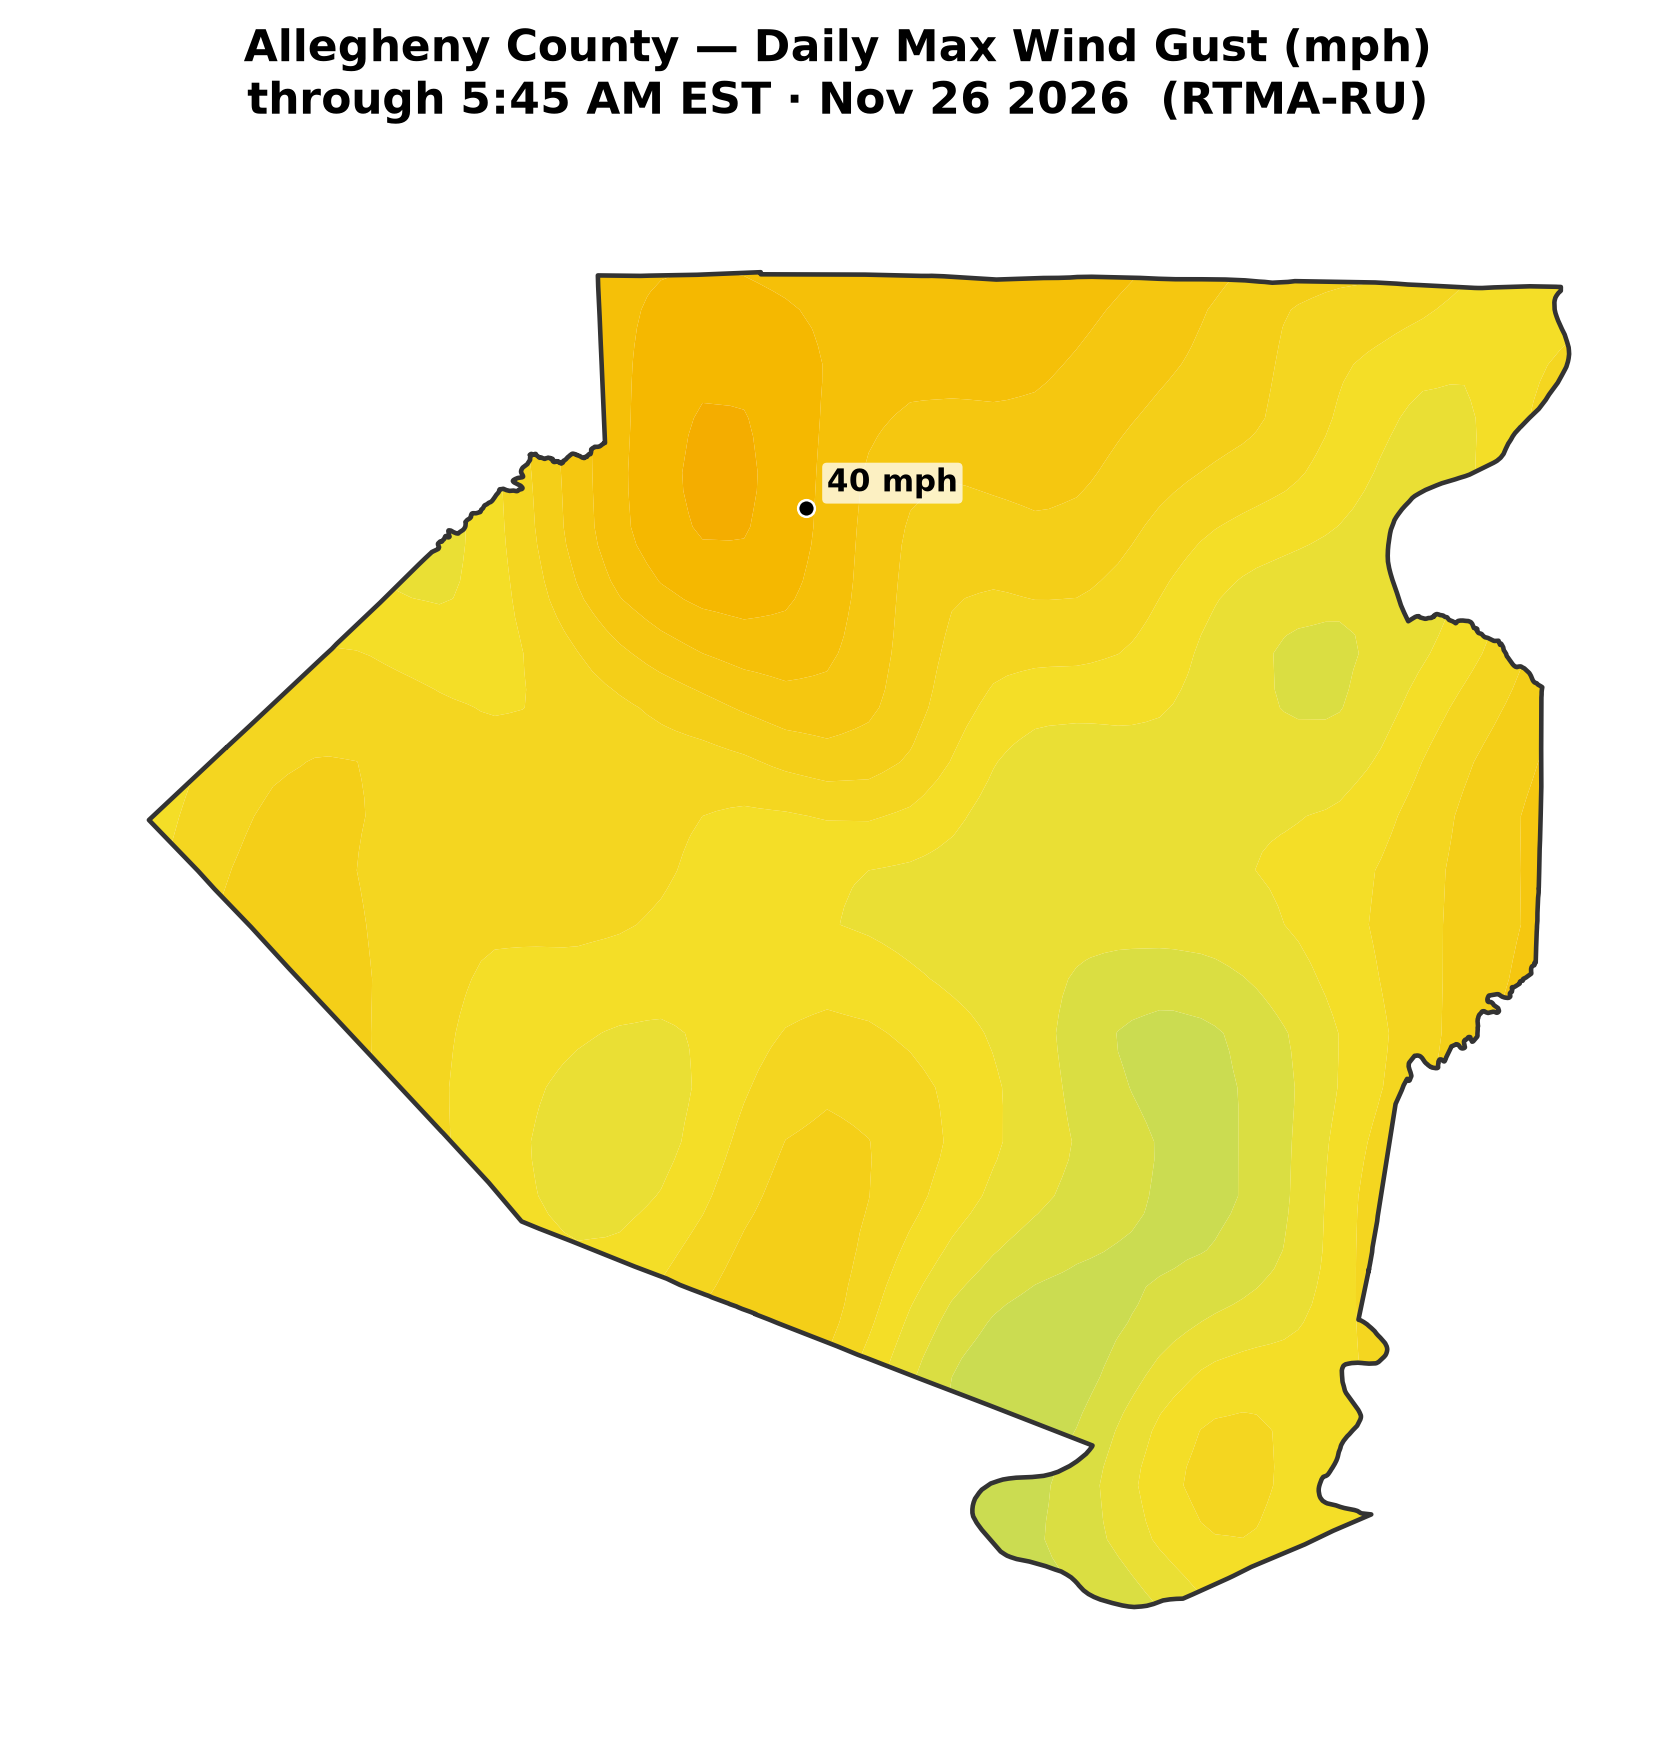 Allegheny County — Daily Max Wind Gust (mph)
through 5:45 AM EST · Nov 26 2026  (RTMA-RU)
40 mph